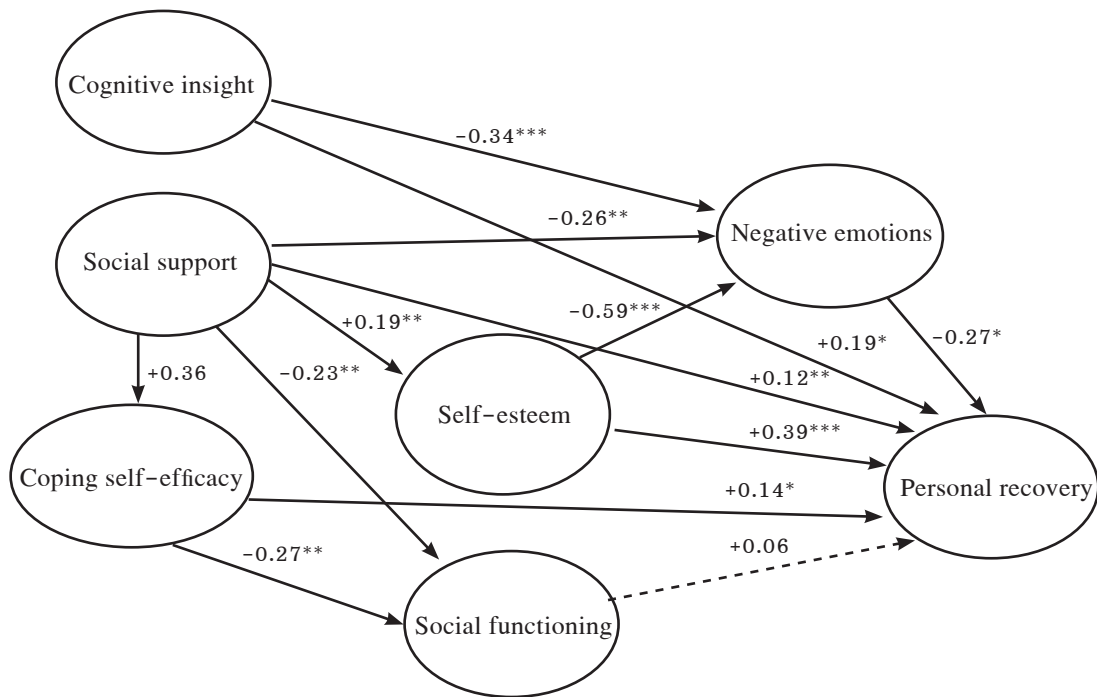 Cognitive insight
-0.34***
-0.26**
Negative emotions
Social support
-0.59***
+0.19**
+0.19*
-0.27*
+0.36
-0.23**
+0.12**
Self-esteem
+0.39***
Coping self-efficacy
+0.14*
Personal recovery
-0.27**
+0.06
Social functioning